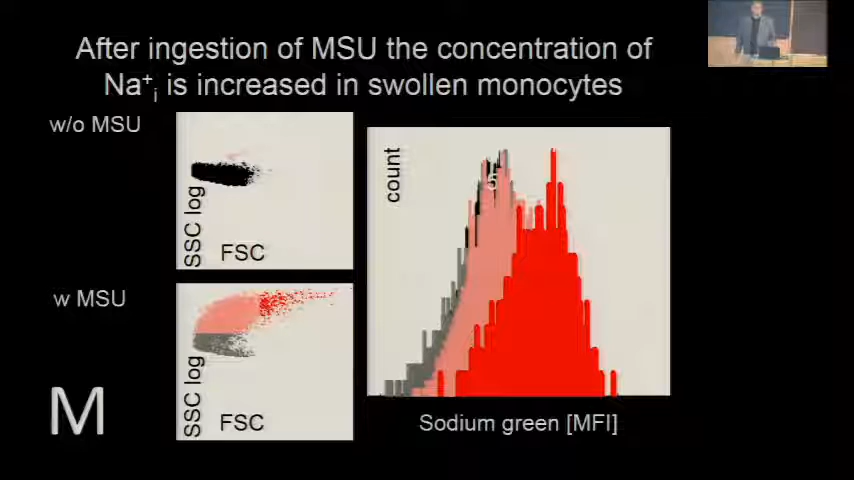 After ingestion of MSU the concentration of
Na⁺ᵢ is increased in swollen monocytes
w/o MSU
SSC log
FSC
count
w MSU
SSC log
FSC
M
Sodium green [MFI]